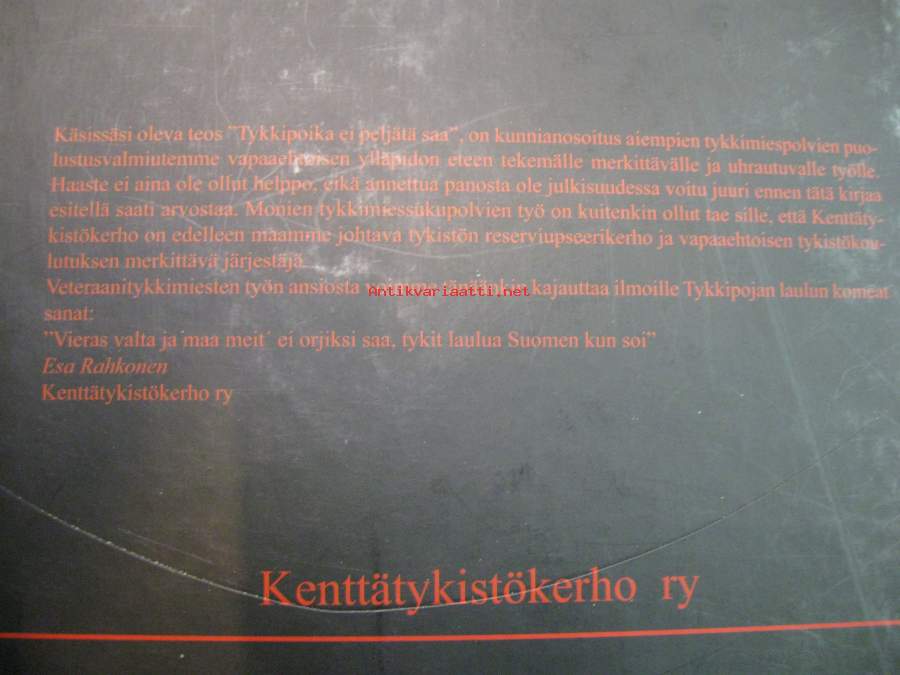 Käsissäsi oleva teos "Tykkipoika ei peljätä saa", on kunnianosoitus aiempien tykkimiespolvien puo-
lustusvalmiutemme vapaaehtoisen ylläpidon eteen tekemälle merkittävälle ja uhrautuvalle työlle.
Haaste ei aina ole ollut helppo, eikä annettua panosta ole julkisuudessa voitu juuri ennen tätä kirjaa
esitellä saati arvostaa. Monien tykkimiessukupolvien työ on kuitenkin ollut tae sille, että Kenttäty-
kistökerho on edelleen maamme johtava tykistön reserviupseerikerho ja vapaaehtoisen tykistökou-
lutuksen merkittävä järjestäjä.
Veteraanitykkimiesten työn ansiosta kajauttaa ilmoille Tykkipojan laulun komeat
Antikvariaatti.net
sanat:
"Vieras valta ja maa meit´ ei orjiksi saa, tykit laulua Suomen kun soi"
Esa Rahkonen
Kenttätykistökerho ry
Kenttätykistökerho ry